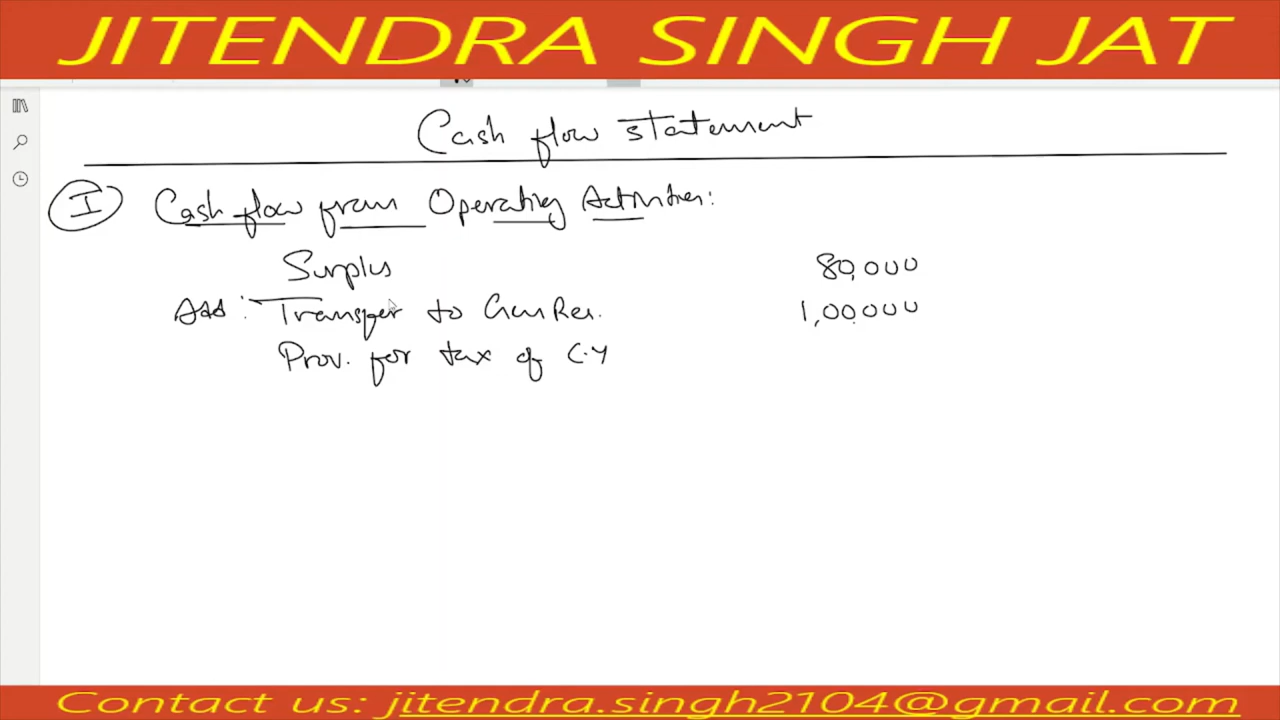 JITENDRA SINGH JAT
Cash flow statement
I Cash flow from Operating Activities:
Surplus 80,000
Add: Transfer to Gen Res. 1,00,000
Prov. for tax of C.Y
Contact us: jitendra.singh2104@gmail.com